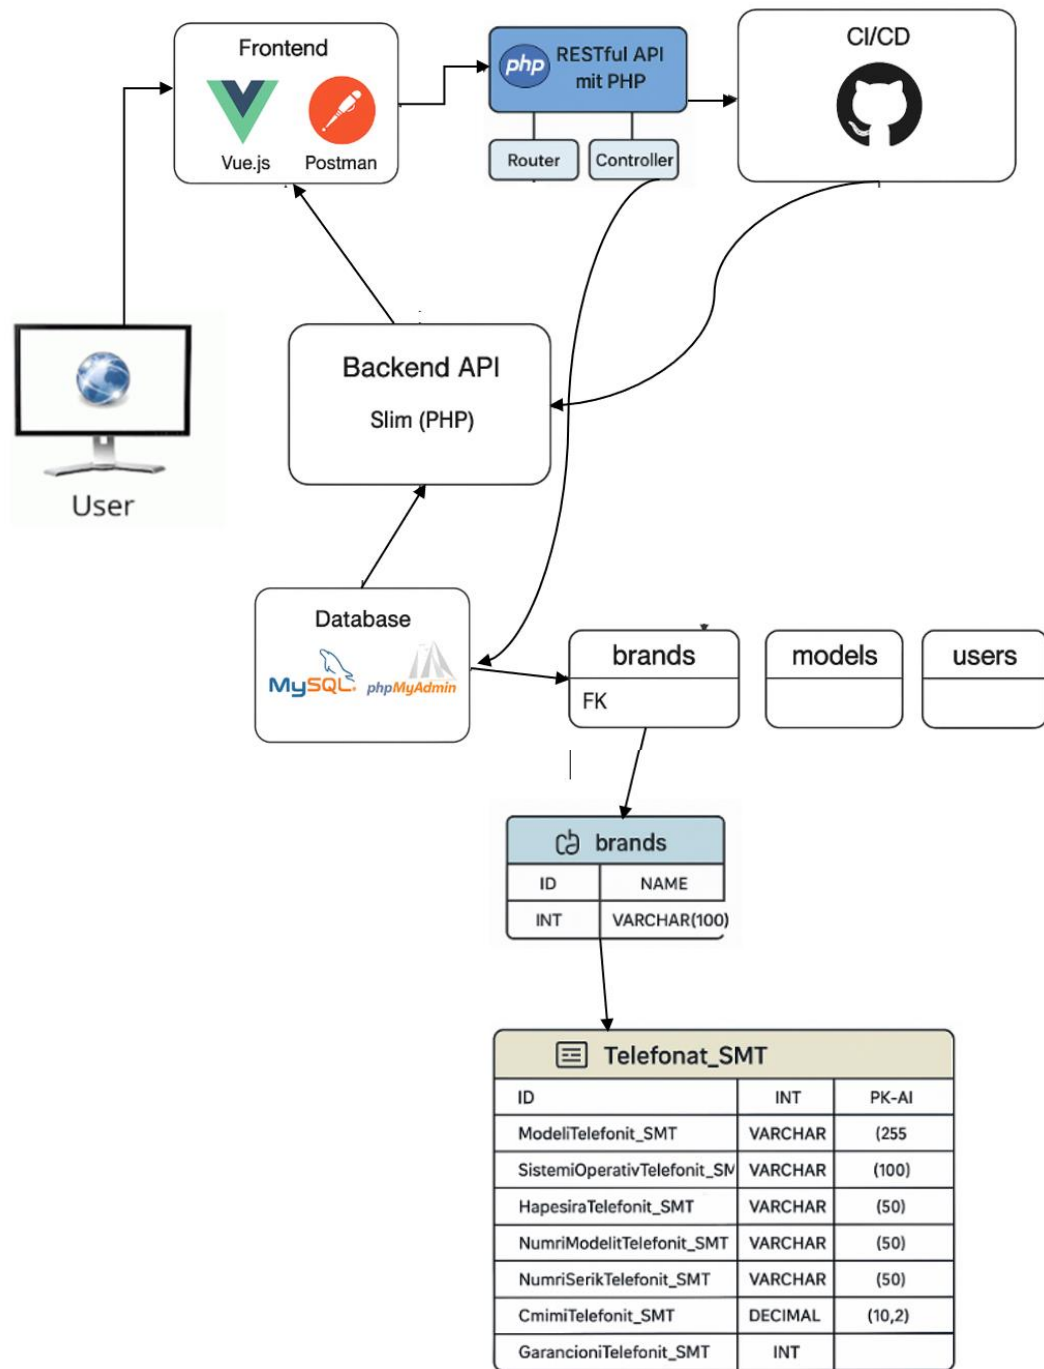 Frontend
Vue.js
Postman
php
RESTful API
mit PHP
Router
Controller
CI/CD
User
Backend API
Slim (PHP)
Database
MySQL
phpMyAdmin
brands
FK
models
users
brands
ID NAME
INT VARCHAR(100)
Telefonat_SMT
ID INT PK-AI
ModeliTelefonit_SMT VARCHAR (255
SistemiOperativTelefonit_SM VARCHAR (100)
HapesiraTelefonit_SMT VARCHAR (50)
NumriModelitTelefonit_SMT VARCHAR (50)
NumriSerikTelefonit_SMT VARCHAR (50)
CmimiTelefonit_SMT DECIMAL (10,2)
GarancioniTelefonit_SMT INT